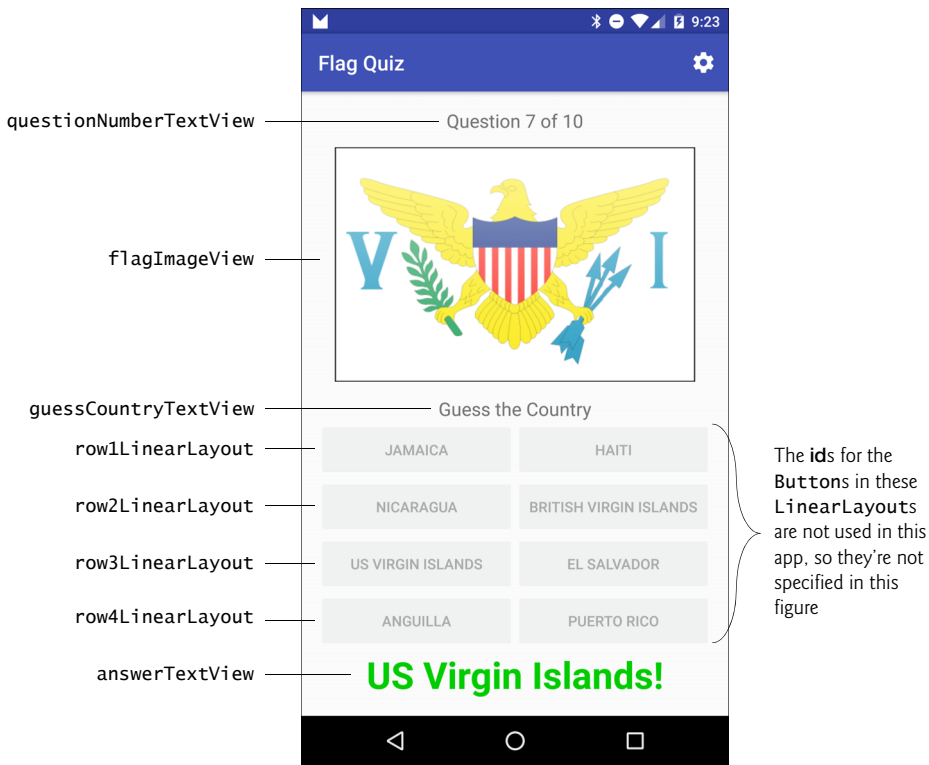 9:23
Flag Quiz
questionNumberTextView
Question 7 of 10
V I
flagImageView
guessCountryTextView
Guess the Country
row1LinearLayout
JAMAICA
HAITI
row2LinearLayout
NICARAGUA
BRITISH VIRGIN ISLANDS
row3LinearLayout
US VIRGIN ISLANDS
EL SALVADOR
row4LinearLayout
ANGUILLA
PUERTO RICO
answerTextView
US Virgin Islands!
The ids for the
Buttons in these
LinearLayouts
are not used in this
app, so they’re not
specified in this
figure